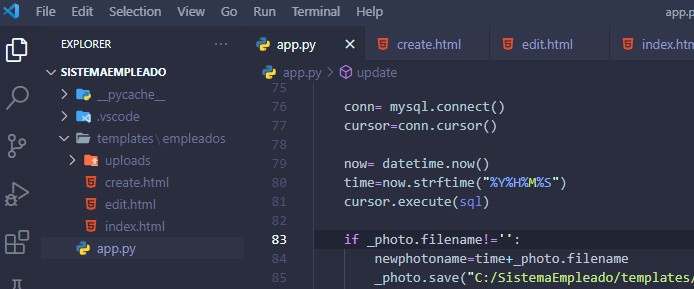 File Edit Selection View Go Run Terminal Help app.p
EXPLORER
SISTEMAEMPLEADO
__pycache__
.vscode
templates\empleados
uploads
create.html
edit.html
index.html
app.py
app.py create.html edit.html index.htm
app.py > update
75
76 conn= mysql.connect()
77 cursor=conn.cursor()
78
79 now= datetime.now()
80 time=now.strftime("%Y%H%M%S")
81 cursor.execute(sql)
82
83 if _photo.filename!='':
84 newphotoname=time+_photo.filename
85 _photo.save("C:/SistemaEmpleado/templates/